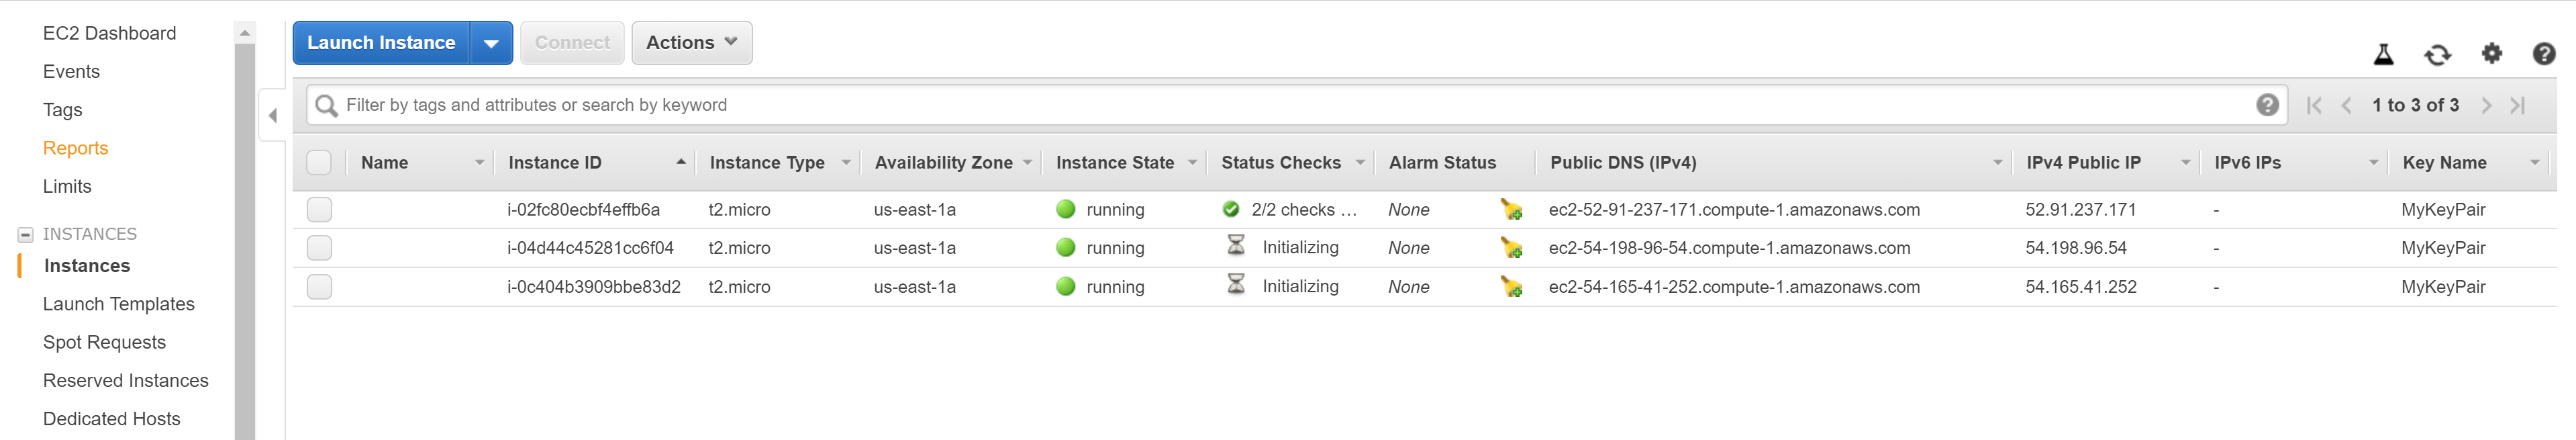 EC2 Dashboard
Events
Tags
Reports
Limits
INSTANCES
Instances
Launch Templates
Spot Requests
Reserved Instances
Dedicated Hosts
Launch Instance Connect Actions
Filter by tags and attributes or search by keyword 1 to 3 of 3
Name Instance ID Instance Type Availability Zone Instance State Status Checks Alarm Status Public DNS (IPv4) IPv4 Public IP IPv6 IPs Key Name
i-02fc80ecbf4effb6a t2.micro us-east-1a running 2/2 checks ... None ec2-52-91-237-171.compute-1.amazonaws.com 52.91.237.171 - MyKeyPair
i-04d44c45281cc6f04 t2.micro us-east-1a running Initializing None ec2-54-198-96-54.compute-1.amazonaws.com 54.198.96.54 - MyKeyPair
i-0c404b3909bbe83d2 t2.micro us-east-1a running Initializing None ec2-54-165-41-252.compute-1.amazonaws.com 54.165.41.252 - MyKeyPair